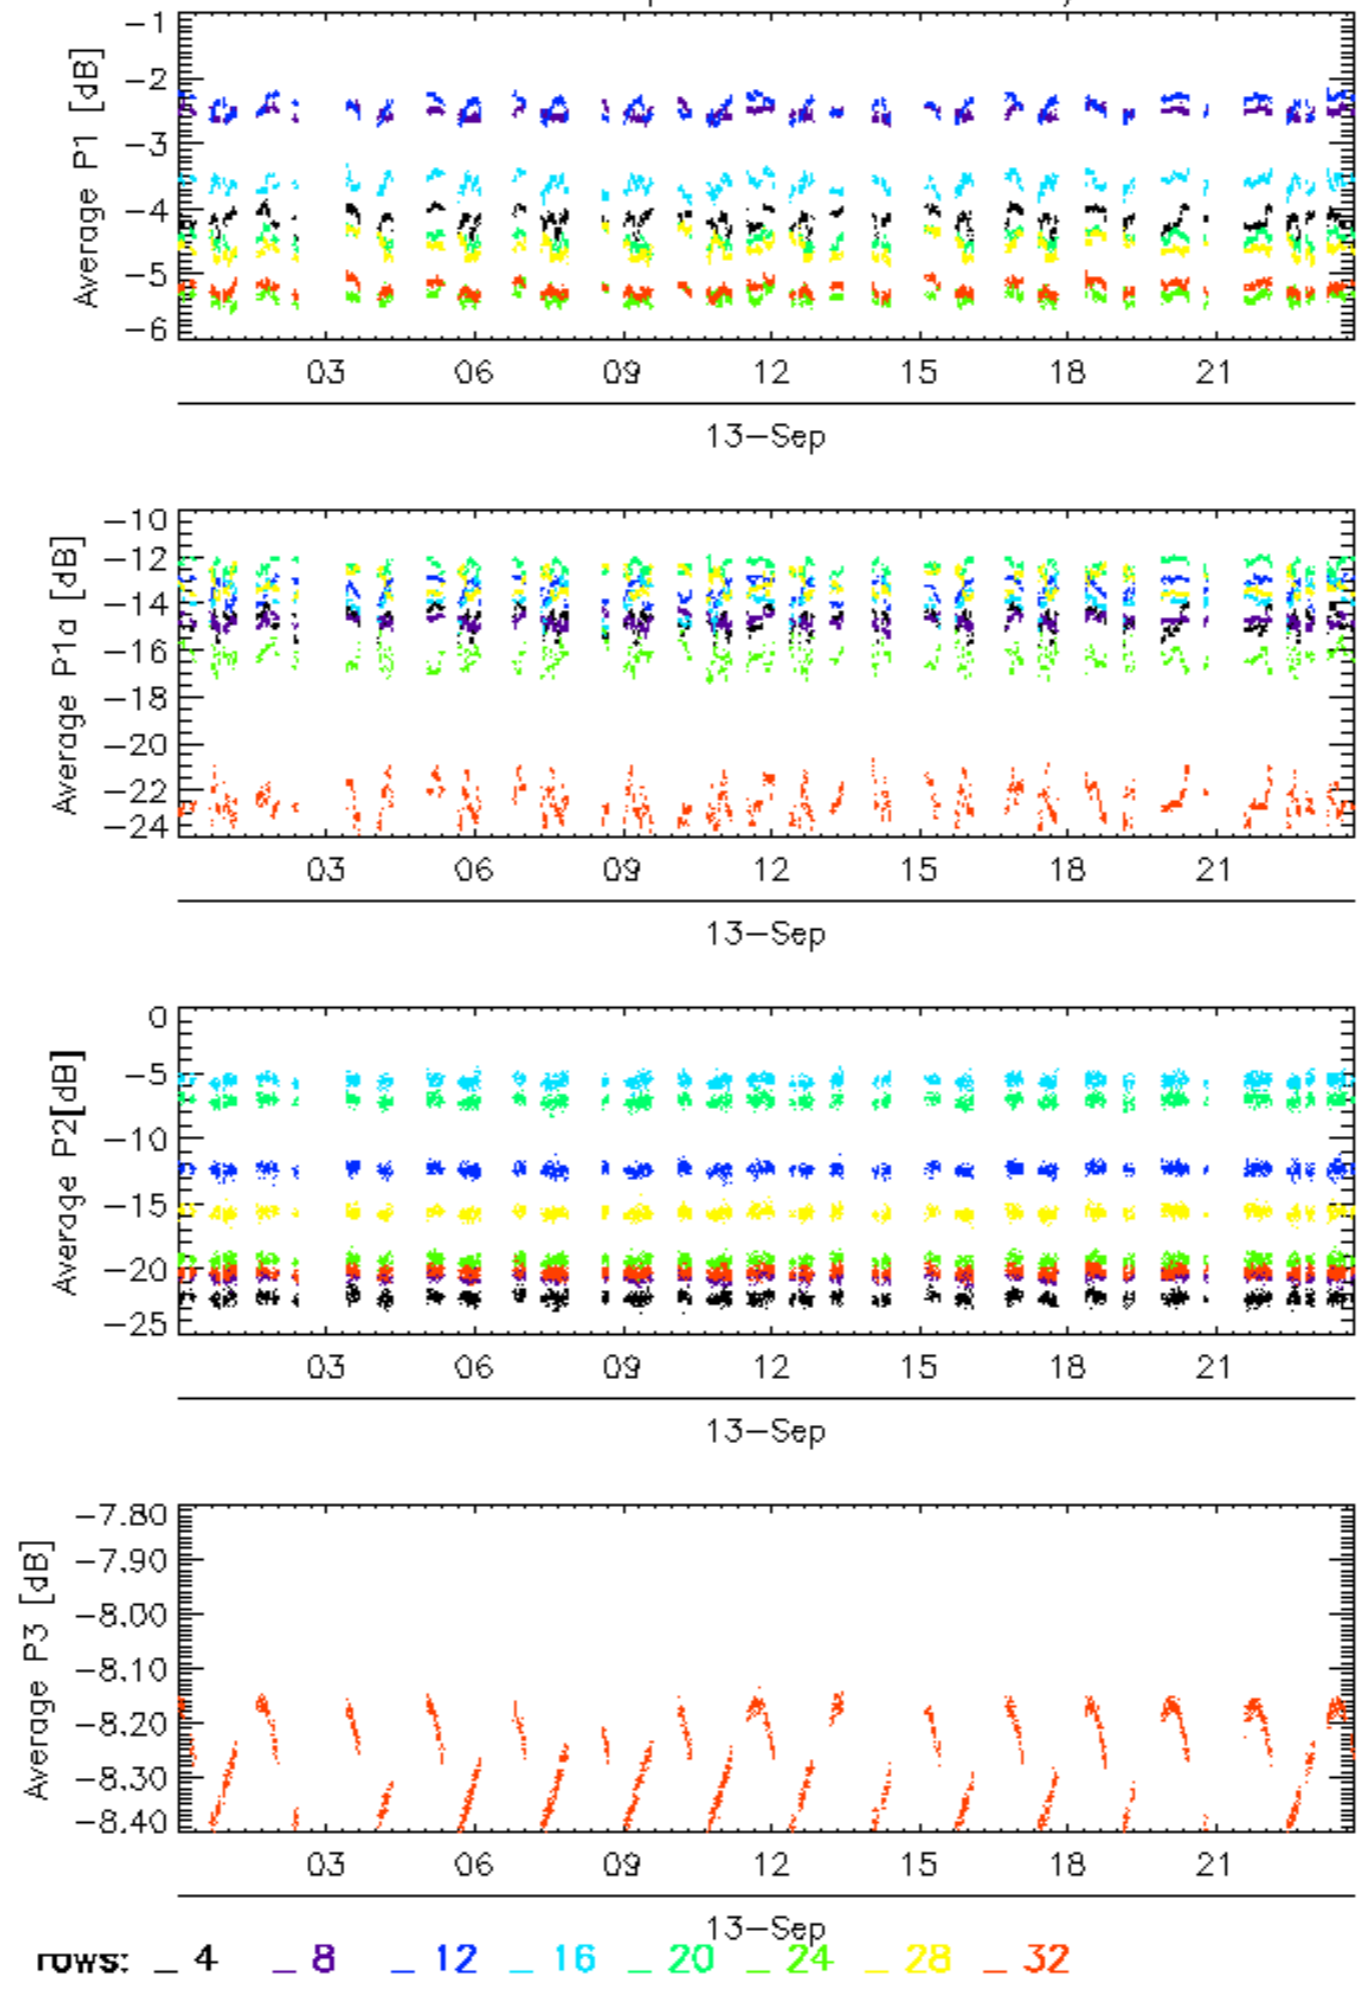 Average P1 [dB]
-1
-2
-3
-4
-5
-6
03 06 09 12 15 18 21
13-Sep
Average P1a [dB]
-10
-12
-14
-16
-18
-20
-22
-24
03 06 09 12 15 18 21
13-Sep
Average P2[dB]
0
-5
-10
-15
-20
-25
03 06 09 12 15 18 21
13-Sep
Average P3 [dB]
-7.80
-7.90
-8.00
-8.10
-8.20
-8.30
-8.40
03 06 09 12 15 18 21
13-Sep
rows: _ 4 _ 8 _ 12 _ 16 _ 20 _ 24 _ 28 _ 32